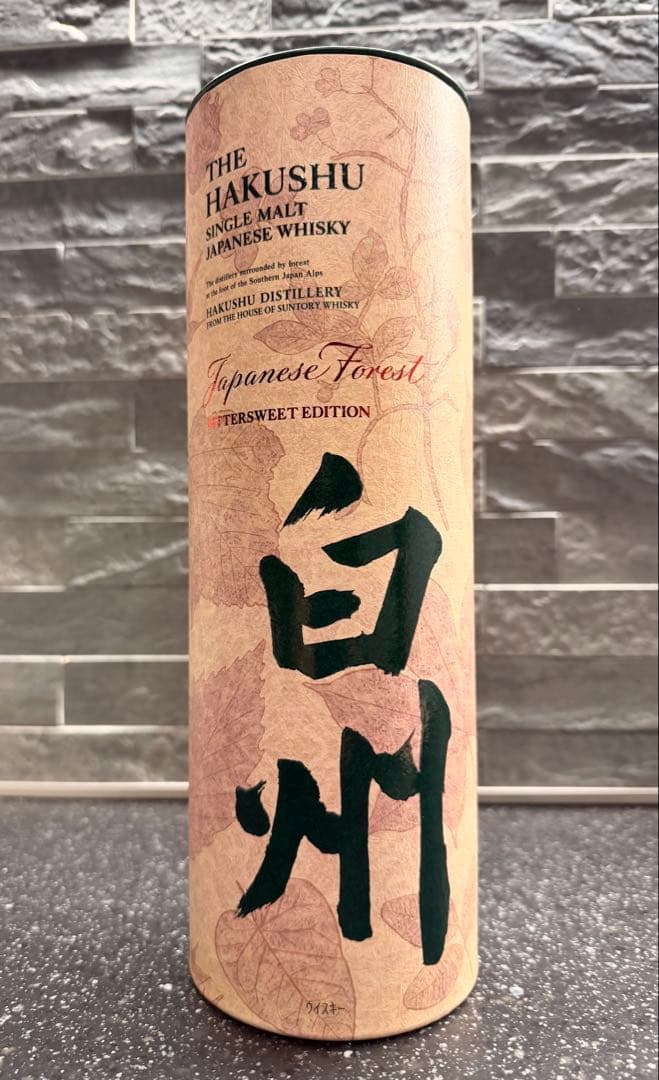 THE
HAKUSHU
SINGLE MALT
JAPANESE WHISKY
The distillery surrounded by forest
at the foot of the Southern Japan Alps
HAKUSHU DISTILLERY
FROM THE HOUSE OF SUNTORY WHISKY
Japanese Forest
BITTERSWEET EDITION
白州
ウイスキー